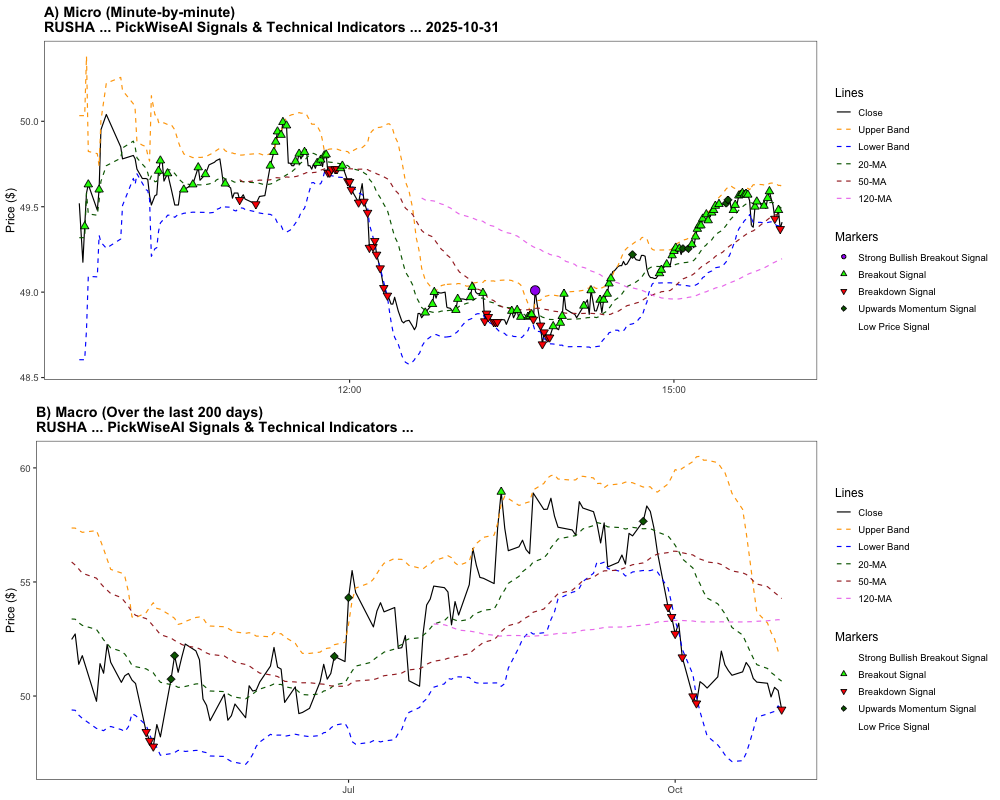 A) Micro (Minute-by-minute)
RUSHA ... PickWiseAI Signals & Technical Indicators ... 2025-10-31
Price ($)
50.0
49.5
49.0
48.5
12:00
15:00
Lines
Close
Upper Band
Lower Band
20-MA
50-MA
120-MA
Markers
Strong Bullish Breakout Signal
Breakout Signal
Breakdown Signal
Upwards Momentum Signal
Low Price Signal
B) Macro (Over the last 200 days)
RUSHA ... PickWiseAI Signals & Technical Indicators ...
Price ($)
60
55
50
Jul
Oct
Lines
Close
Upper Band
Lower Band
20-MA
50-MA
120-MA
Markers
Strong Bullish Breakout Signal
Breakout Signal
Breakdown Signal
Upwards Momentum Signal
Low Price Signal